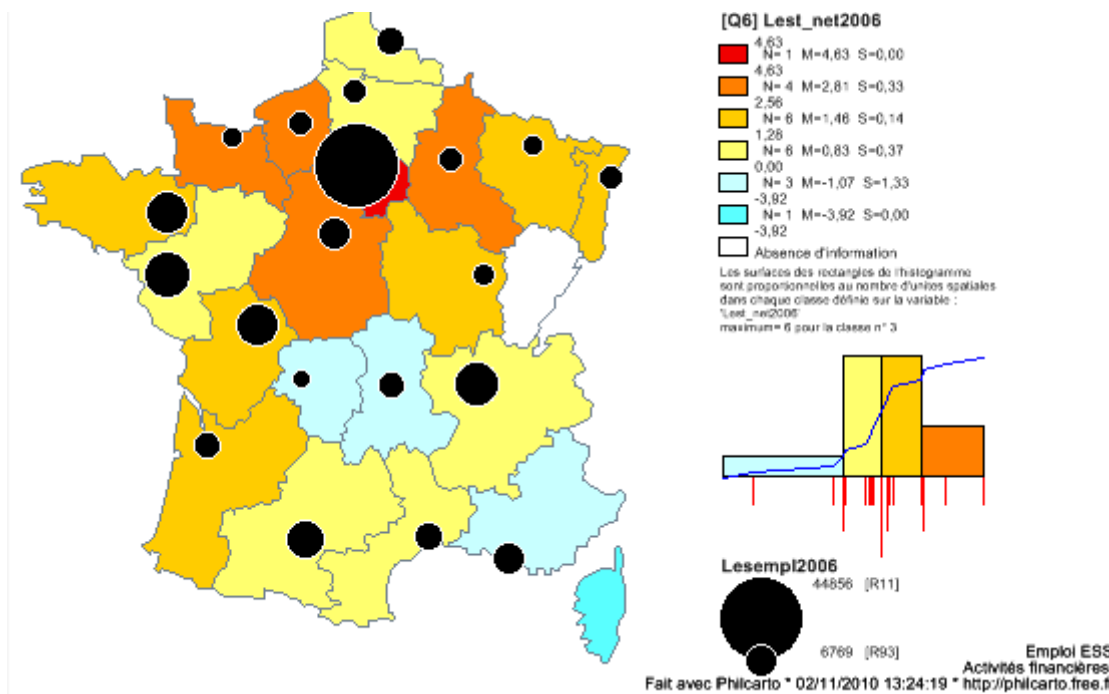 [Q6] Lest_net2006
4,63
N= 1 M=4,63 S=0,00
4,63
N= 4 M=2,81 S=0,33
2,56
N= 6 M=1,46 S=0,14
1,28
N= 6 M=0,83 S=0,37
0,00
N= 3 M=-1,07 S=1,33
-3,92
N= 1 M=-3,92 S=0,00
-3,92
Absence d'information
Les surfaces des rectangles de l'histogramme
sont proportionnelles au nombre d'unites spatiales
dans chaque classe définie sur la variable :
'Lest_net2006'
maximum= 6 pour la classe n° 3
Lesempl2006
44856 [R11]
6769 [R93]
Emploi ESS
Activités financières
Fait avec Philcarto * 02/11/2010 13:24:19 * http://philcarto.free.f